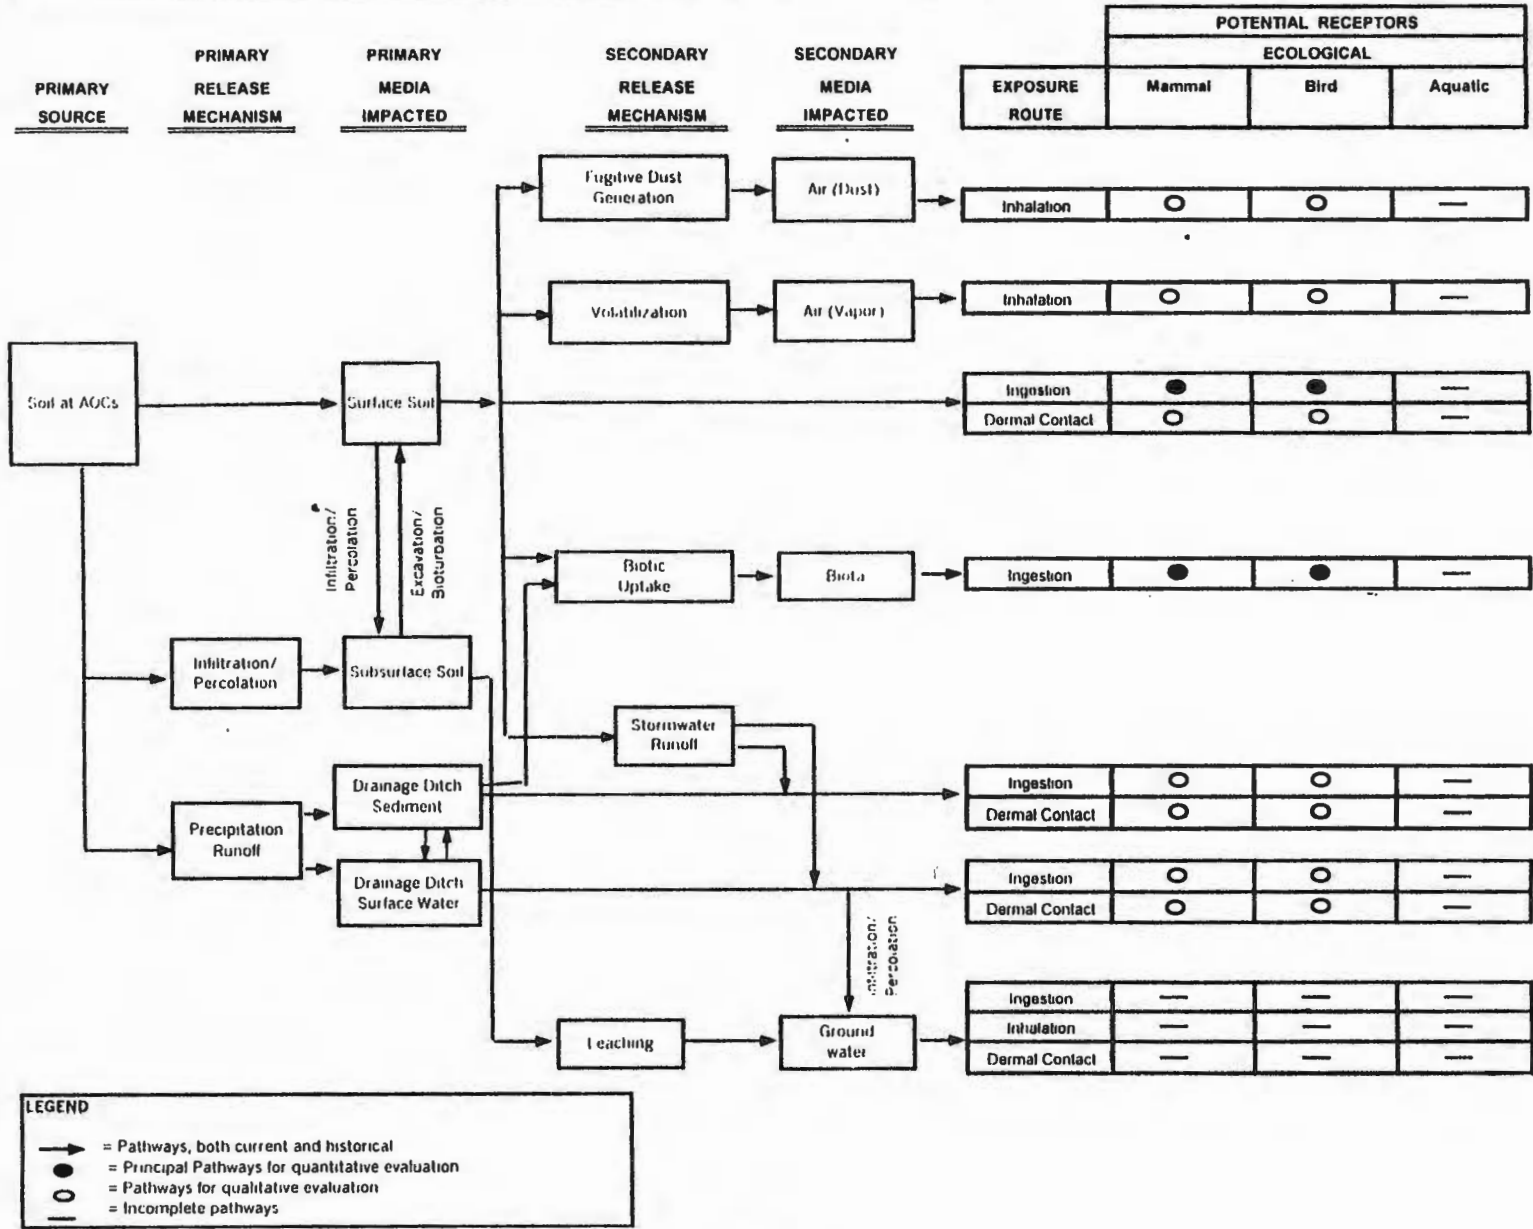 POTENTIAL RECEPTORS
ECOLOGICAL
PRIMARY
SOURCE
PRIMARY
RELEASE
MECHANISM
PRIMARY
MEDIA
IMPACTED
SECONDARY
RELEASE
MECHANISM
SECONDARY
MEDIA
IMPACTED
EXPOSURE
ROUTE
Mammal
Bird
Aquatic
Fugitive Dust
Generation
Air (Dust)
Inhalation
Volatilization
Air (Vapor)
Inhalation
Soil at AOCs
Surface Soil
Ingestion
Dermal Contact
Infiltration/
Percolation
Excavation/
Bioturbation
Biotic
Uptake
Biota
Ingestion
Infiltration/
Percolation
Subsurface Soil
Stormwater
Runoff
Drainage Ditch
Sediment
Ingestion
Dermal Contact
Precipitation
Runoff
Drainage Ditch
Surface Water
Ingestion
Dermal Contact
Infiltration/
Percolation
Leaching
Ground
water
Ingestion
Inhalation
Dermal Contact
LEGEND
= Pathways, both current and historical
= Principal Pathways for quantitative evaluation
= Pathways for qualitative evaluation
= Incomplete pathways